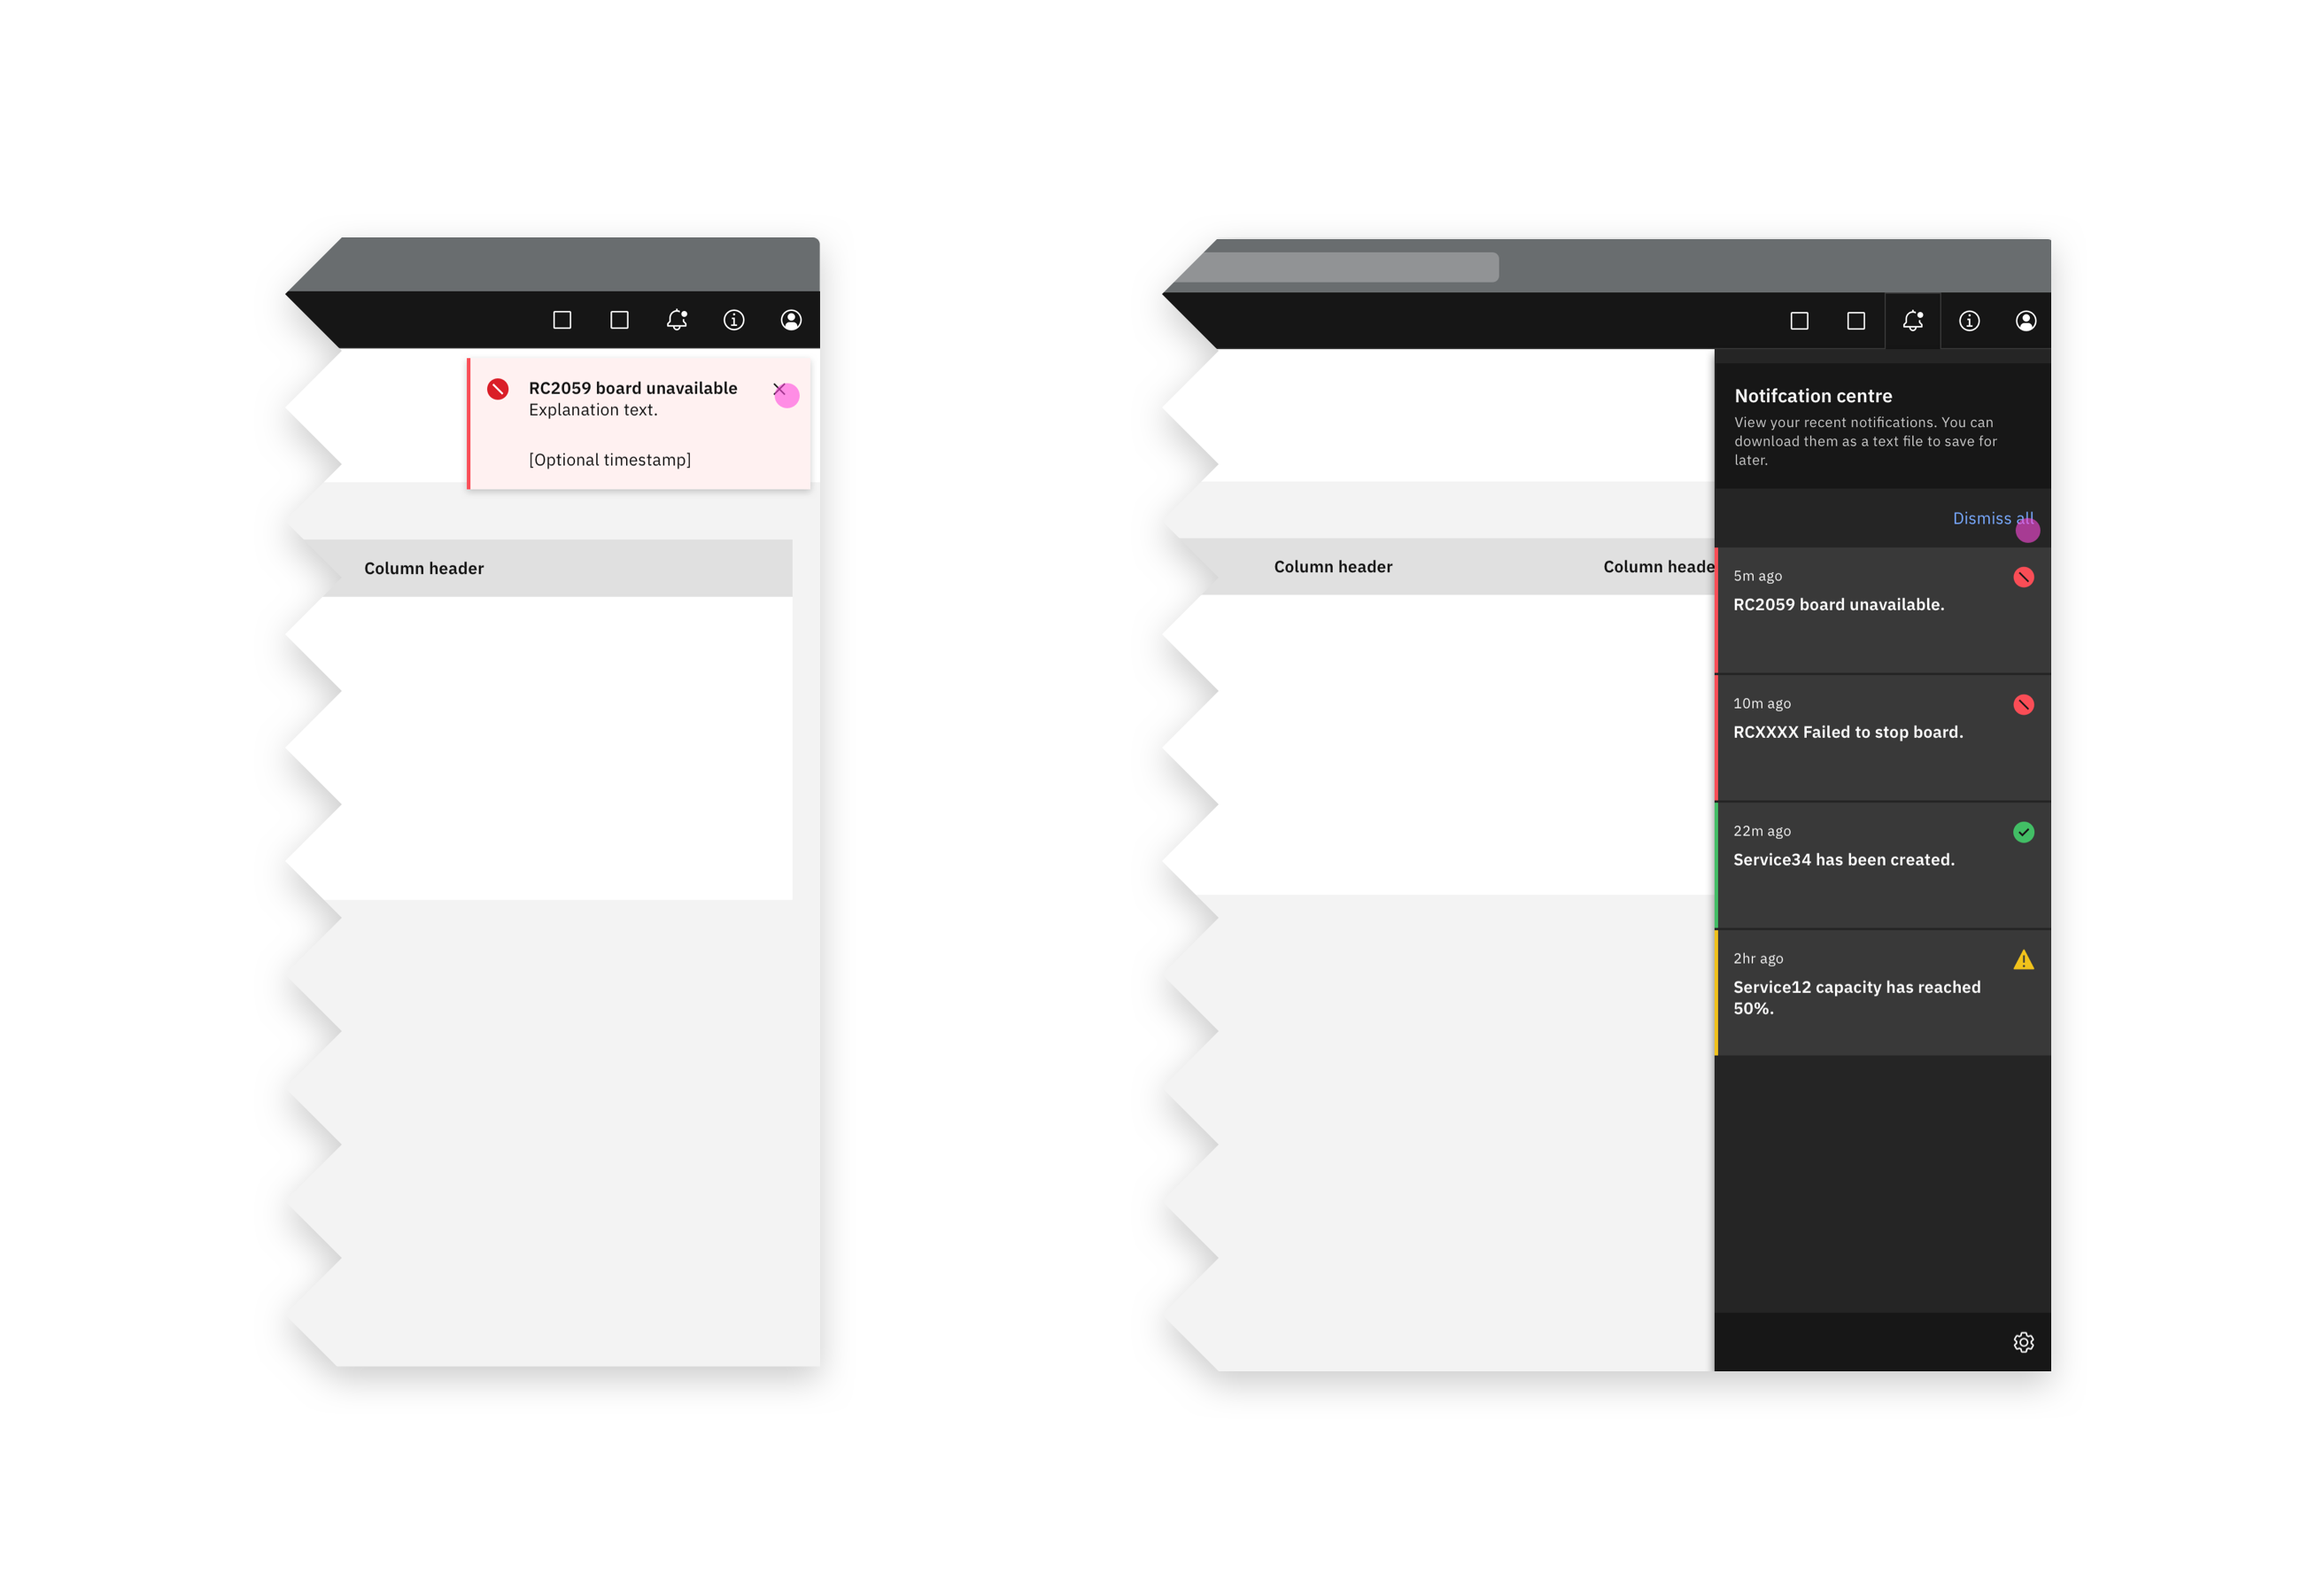 RC2059 board unavailable
Explanation text.
[Optional timestamp]
Column header
Notifcation centre
View your recent notifications. You can
download them as a text file to save for
later.
Dismiss all
Column header
Column heade
5m ago
RC2059 board unavailable.
10m ago
RCXXXX Failed to stop board.
22m ago
Service34 has been created.
2hr ago
Service12 capacity has reached
50%.